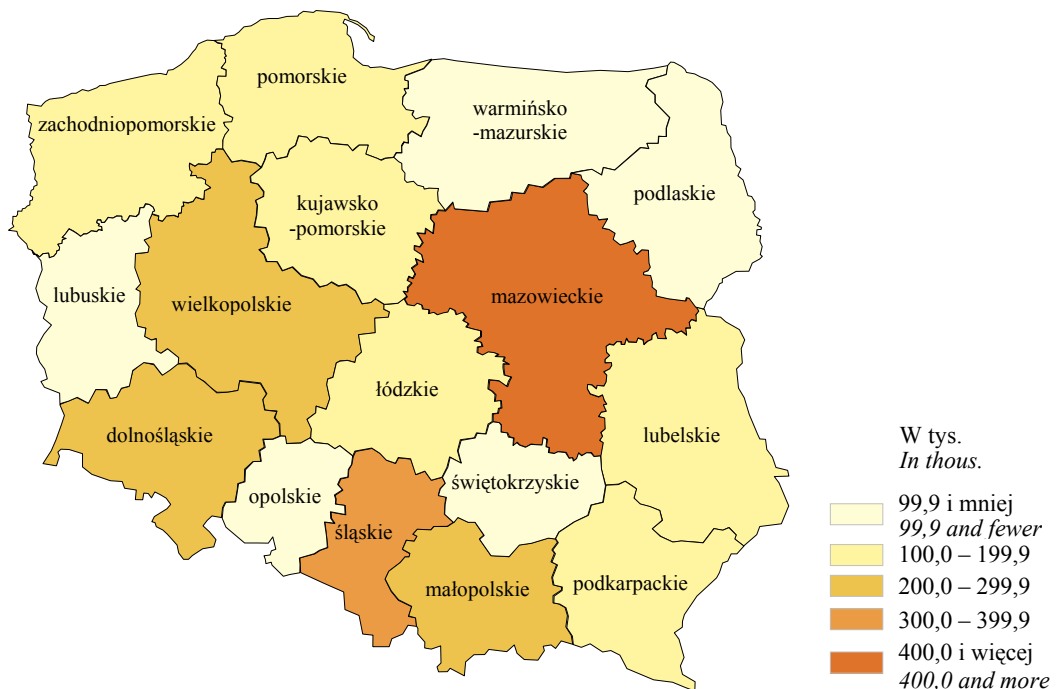 pomorskie
zachodniopomorskie
warmińsko
-mazurskie
podlaskie
kujawsko
-pomorskie
lubuskie
wielkopolskie
mazowieckie
łódzkie
dolnośląskie
lubelskie
opolskie
świętokrzyskie
śląskie
małopolskie
podkarpackie
W tys.
In thous.
99,9 i mniej
99,9 and fewer
100,0 – 199,9
200,0 – 299,9
300,0 – 399,9
400,0 i więcej
400,0 and more